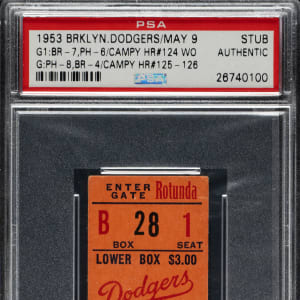 PSA
1953 BRKLYN.DODGERS/MAY 9 STUB
G1:BR-7,PH-6/CAMPY HR#124 WO AUTHENTIC
G:PH-8,BR-4/CAMPY HR#125-126 26740100
ENTER GATE Rotunda
B 28 1
BOX SEAT
LOWER BOX $3.00
Dodgers